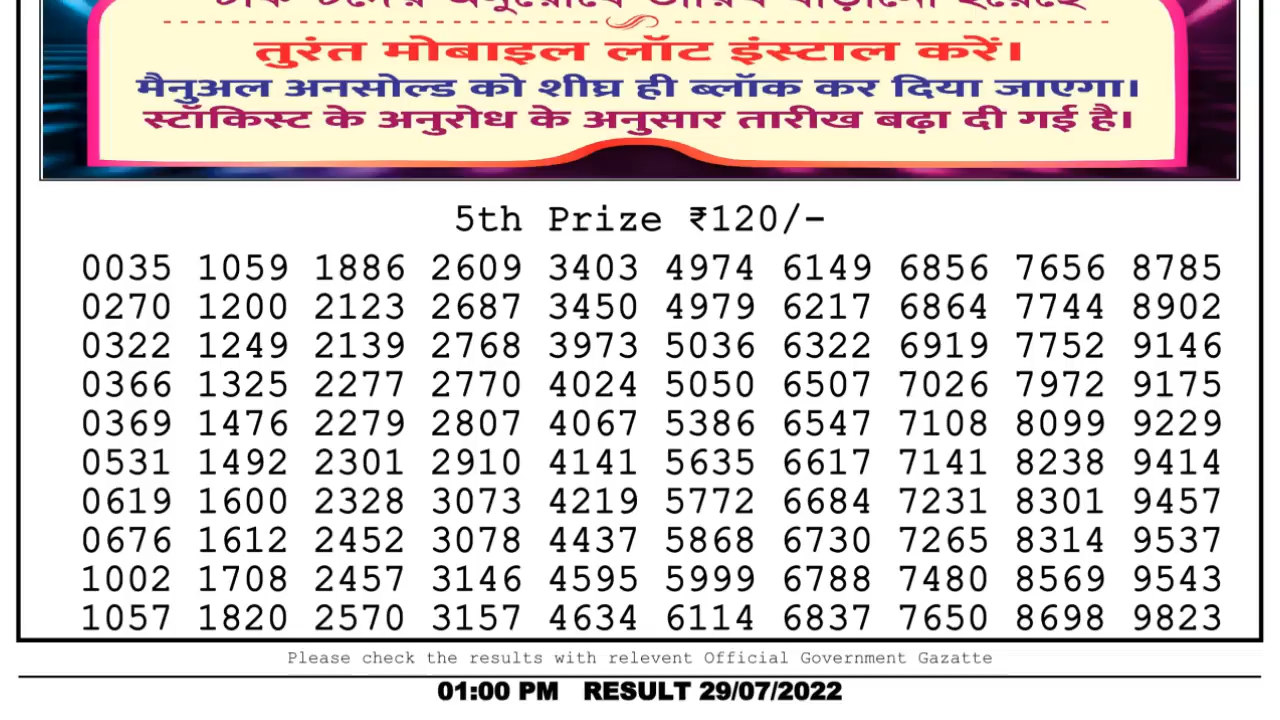 तुरंत मोबाइल लॉट इंस्टाल करें।
मैनुअल अनसोल्ड को शीघ्र ही ब्लॉक कर दिया जाएगा।
स्टॉकिस्ट के अनुरोध के अनुसार तारीख बढ़ा दी गई है।
5th Prize ₹120/-
0035 1059 1886 2609 3403 4974 6149 6856 7656 8785
0270 1200 2123 2687 3450 4979 6217 6864 7744 8902
0322 1249 2139 2768 3973 5036 6322 6919 7752 9146
0366 1325 2277 2770 4024 5050 6507 7026 7972 9175
0369 1476 2279 2807 4067 5386 6547 7108 8099 9229
0531 1492 2301 2910 4141 5635 6617 7141 8238 9414
0619 1600 2328 3073 4219 5772 6684 7231 8301 9457
0676 1612 2452 3078 4437 5868 6730 7265 8314 9537
1002 1708 2457 3146 4595 5999 6788 7480 8569 9543
1057 1820 2570 3157 4634 6114 6837 7650 8698 9823
Please check the results with relevent Official Government Gazatte
01:00 PM RESULT 29/07/2022